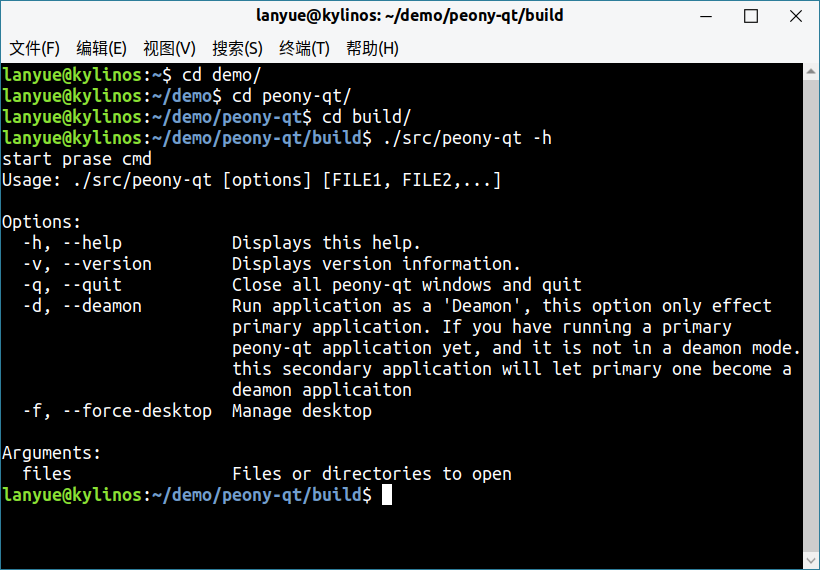 lanyue@kylinos: ~/demo/peony-qt/build
文件(F) 编辑(E) 视图(V) 搜索(S) 终端(T) 帮助(H)
lanyue@kylinos:~$ cd demo/
lanyue@kylinos:~/demo$ cd peony-qt/
lanyue@kylinos:~/demo/peony-qt$ cd build/
lanyue@kylinos:~/demo/peony-qt/build$ ./src/peony-qt -h
start prase cmd
Usage: ./src/peony-qt [options] [FILE1, FILE2,...]
Options:
-h, --help Displays this help.
-v, --version Displays version information.
-q, --quit Close all peony-qt windows and quit
-d, --deamon Run application as a 'Deamon', this option only effect
primary application. If you have running a primary
peony-qt application yet, and it is not in a deamon mode.
this secondary application will let primary one become a
deamon applicaiton
-f, --force-desktop Manage desktop
Arguments:
files Files or directories to open
lanyue@kylinos:~/demo/peony-qt/build$